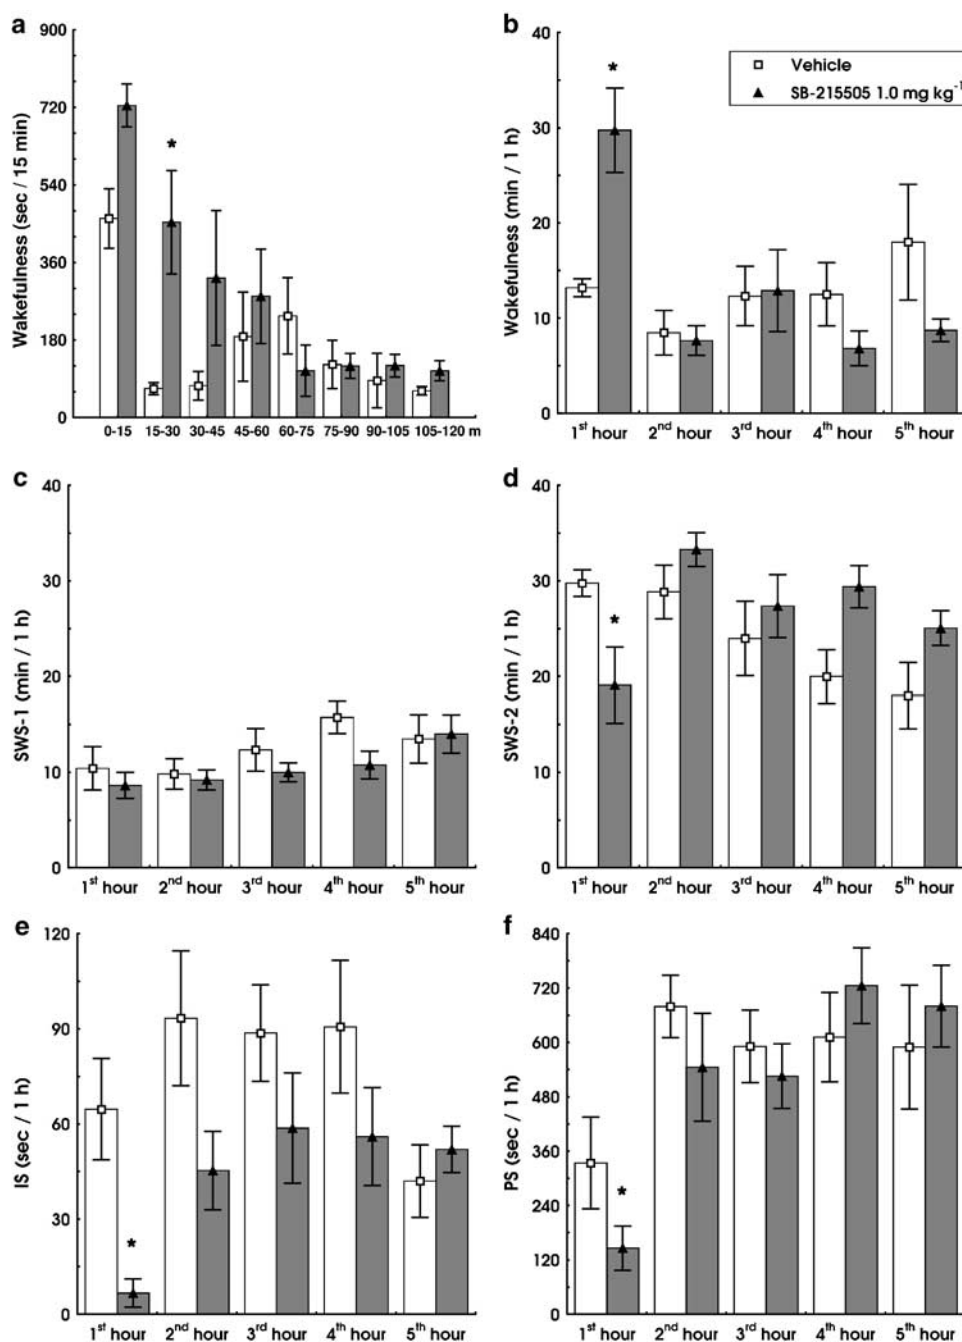 a
900
720
540
360
180
0
Wakefulness (sec / 15 min)
*
0-15 15-30 30-45 45-60 60-75 75-90 90-105 105-120 m
b
40
30
20
10
0
Wakefulness (min / 1 h)
*
Vehicle
SB-215505 1.0 mg kg⁻¹
1st hour 2nd hour 3rd hour 4th hour 5th hour
c
40
30
20
10
0
SWS-1 (min / 1 h)
1st hour 2nd hour 3rd hour 4th hour 5th hour
d
40
30
20
10
0
SWS-2 (min / 1 h)
*
1st hour 2nd hour 3rd hour 4th hour 5th hour
e
120
90
60
30
0
IS (sec / 1 h)
*
1st hour 2nd hour 3rd hour 4th hour 5th hour
f
840
720
600
480
360
240
120
0
PS (sec / 1 h)
*
1st hour 2nd hour 3rd hour 4th hour 5th hour